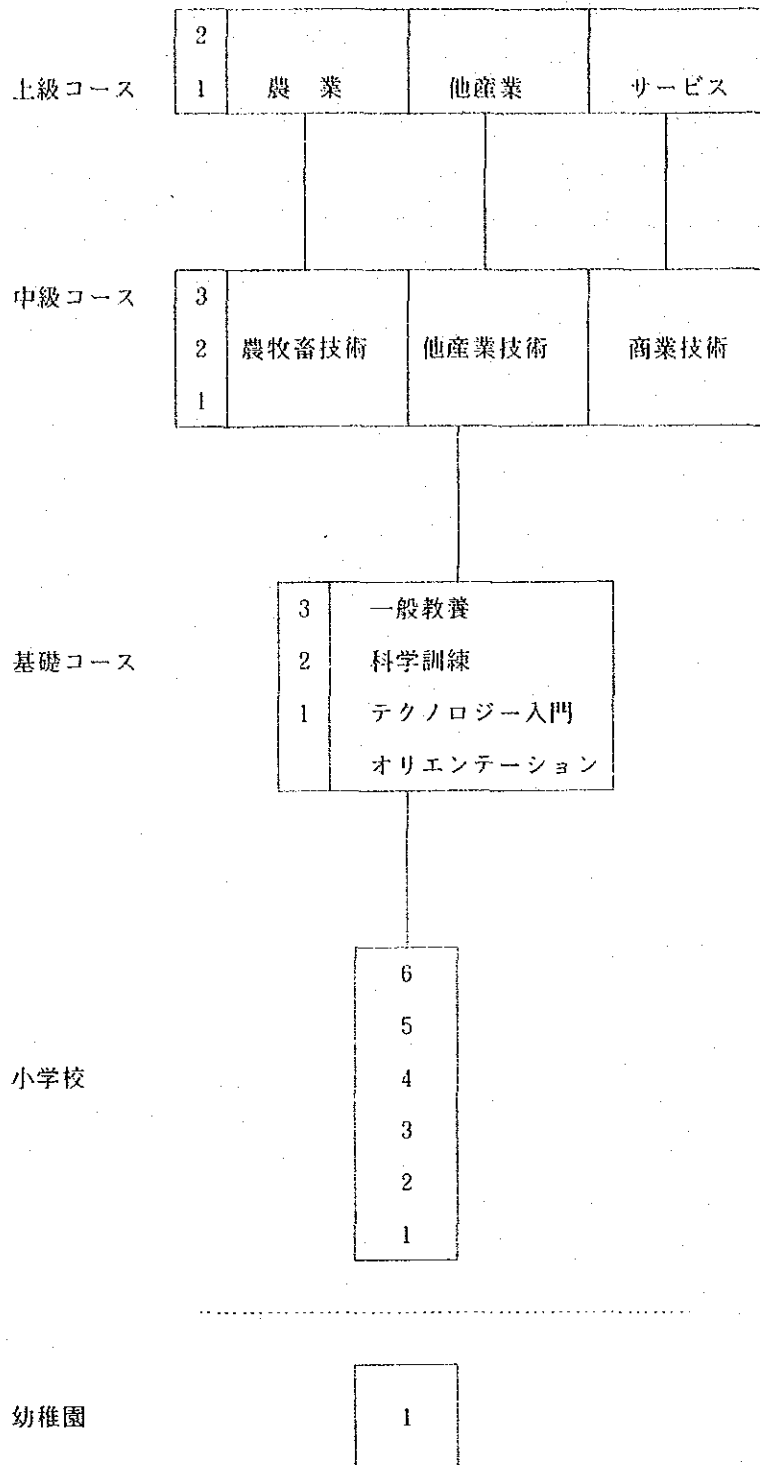 2
上級コース 1 農 業 他産業 サービス
中級コース 3
2 農牧畜技術 他産業技術 商業技術
1
3 一般教養
基礎コース 2 科学訓練
1 テクノロジー入門
オリエンテーション
6
5
小学校 4
3
2
1
幼稚園 1